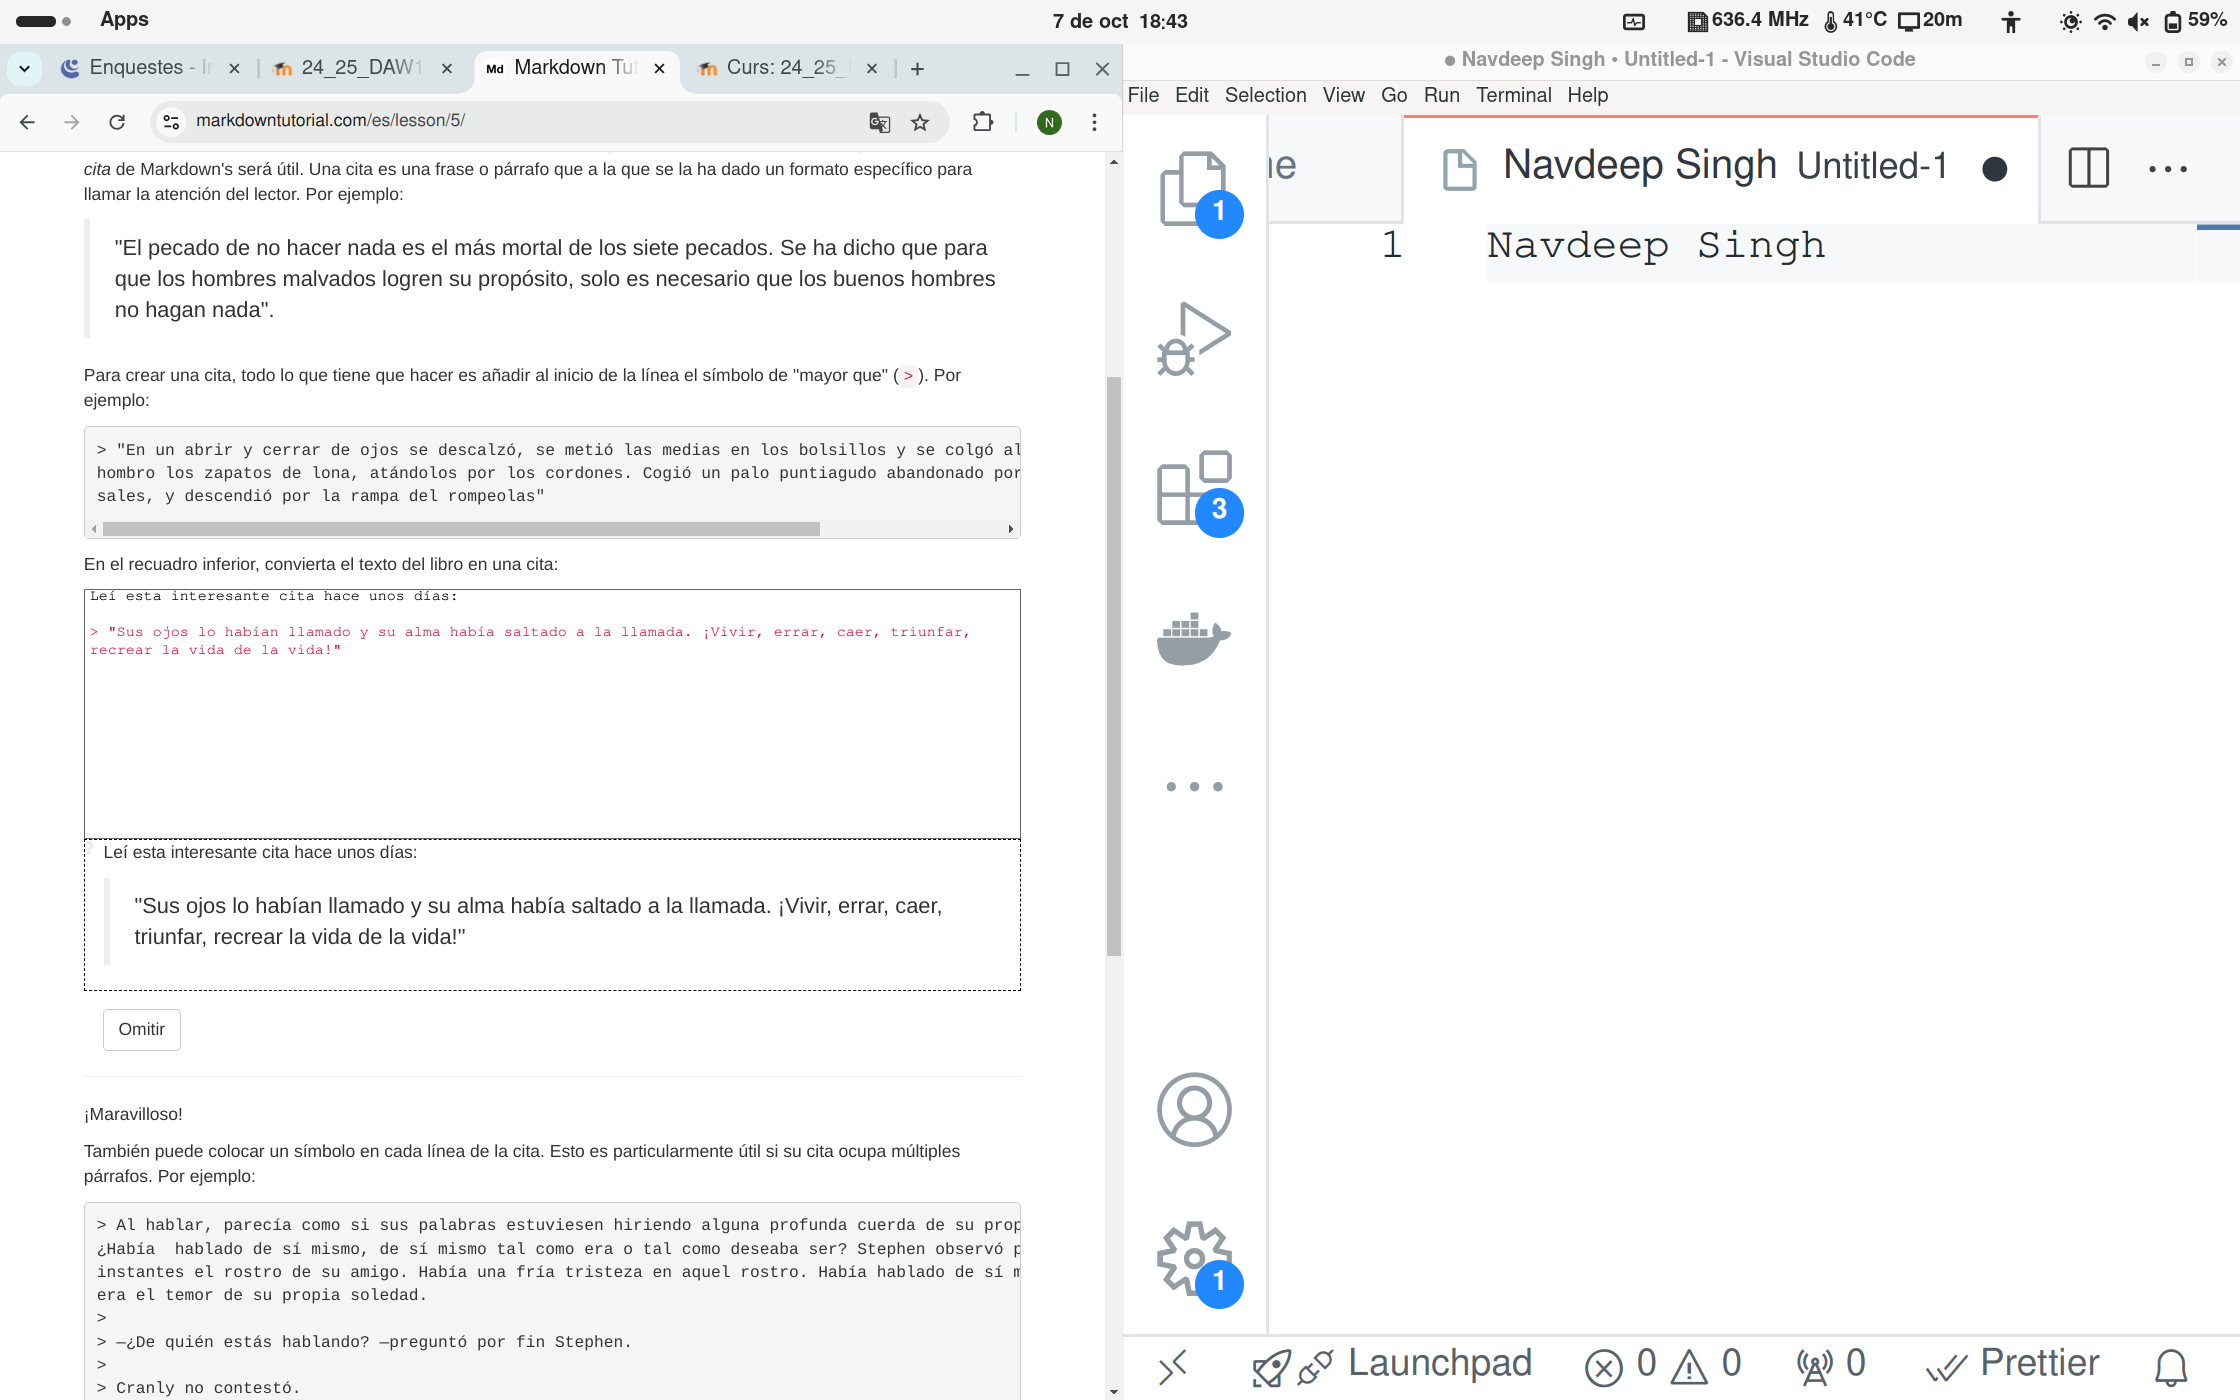 Apps
7 de oct 18:43
636.4 MHz 41°C 20m 59%
Enquestes - 24_25_DAW1 Md Markdown Tu Curs: 24_25_
markdowntutorial.com/es/lesson/5/
N
cita de Markdown's será útil. Una cita es una frase o párrafo que a la que se la ha dado un formato específico para
llamar la atención del lector. Por ejemplo:
"El pecado de no hacer nada es el más mortal de los siete pecados. Se ha dicho que para
que los hombres malvados logren su propósito, solo es necesario que los buenos hombres
no hagan nada".
Para crear una cita, todo lo que tiene que hacer es añadir al inicio de la línea el símbolo de "mayor que" ( > ). Por
ejemplo:
> "En un abrir y cerrar de ojos se descalzó, se metió las medias en los bolsillos y se colgó al
hombro los zapatos de lona, atándolos por los cordones. Cogió un palo puntiagudo abandonado por
sales, y descendió por la rampa del rompeolas"
En el recuadro inferior, convierta el texto del libro en una cita:
Leí esta interesante cita hace unos días:
> "Sus ojos lo habían llamado y su alma había saltado a la llamada. ¡Vivir, errar, caer, triunfar,
recrear la vida de la vida!"
Leí esta interesante cita hace unos días:
"Sus ojos lo habían llamado y su alma había saltado a la llamada. ¡Vivir, errar, caer,
triunfar, recrear la vida de la vida!"
Omitir
¡Maravilloso!
También puede colocar un símbolo en cada línea de la cita. Esto es particularmente útil si su cita ocupa múltiples
párrafos. Por ejemplo:
> Al hablar, parecía como si sus palabras estuviesen hiriendo alguna profunda cuerda de su prop
¿Había  hablado de sí mismo, de sí mismo tal como era o tal como deseaba ser? Stephen observó p
instantes el rostro de su amigo. Había una fría tristeza en aquel rostro. Había hablado de sí m
era el temor de su propia soledad.
>
> —¿De quién estás hablando? —preguntó por fin Stephen.
>
> Cranly no contestó.
● Navdeep Singh • Untitled-1 - Visual Studio Code
File Edit Selection View Go Run Terminal Help
ne
Navdeep Singh Untitled-1
1 Navdeep Singh
1
3
1
Launchpad 0 0 0 Prettier